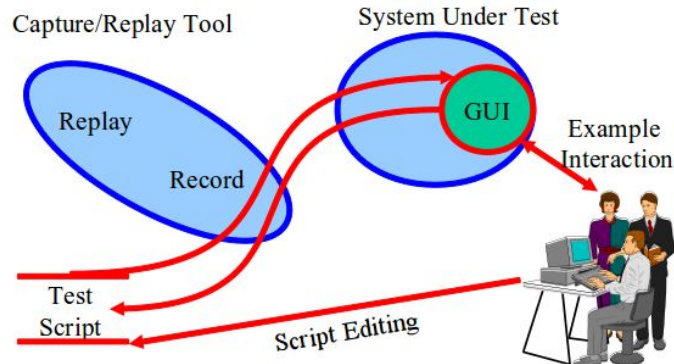 Capture/Replay Tool
System Under Test
Replay
Record
GUI
Example
Interaction
Test
Script
Script Editing